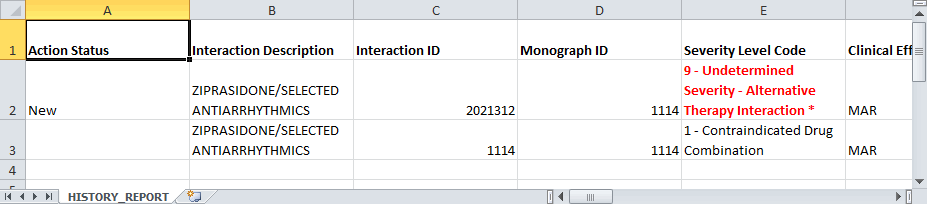 A B C D E
1 Action Status Interaction Description Interaction ID Monograph ID Severity Level Code Clinical Eff
ZIPRASIDONE/SELECTED 9 - Undetermined
Severity - Alternative
2 New ANTIARRHYTHMICS 2021312 1114 Therapy Interaction * MAR
ZIPRASIDONE/SELECTED 1 - Contraindicated Drug
3 ANTIARRHYTHMICS 1114 1114 Combination MAR
4
HISTORY_REPORT